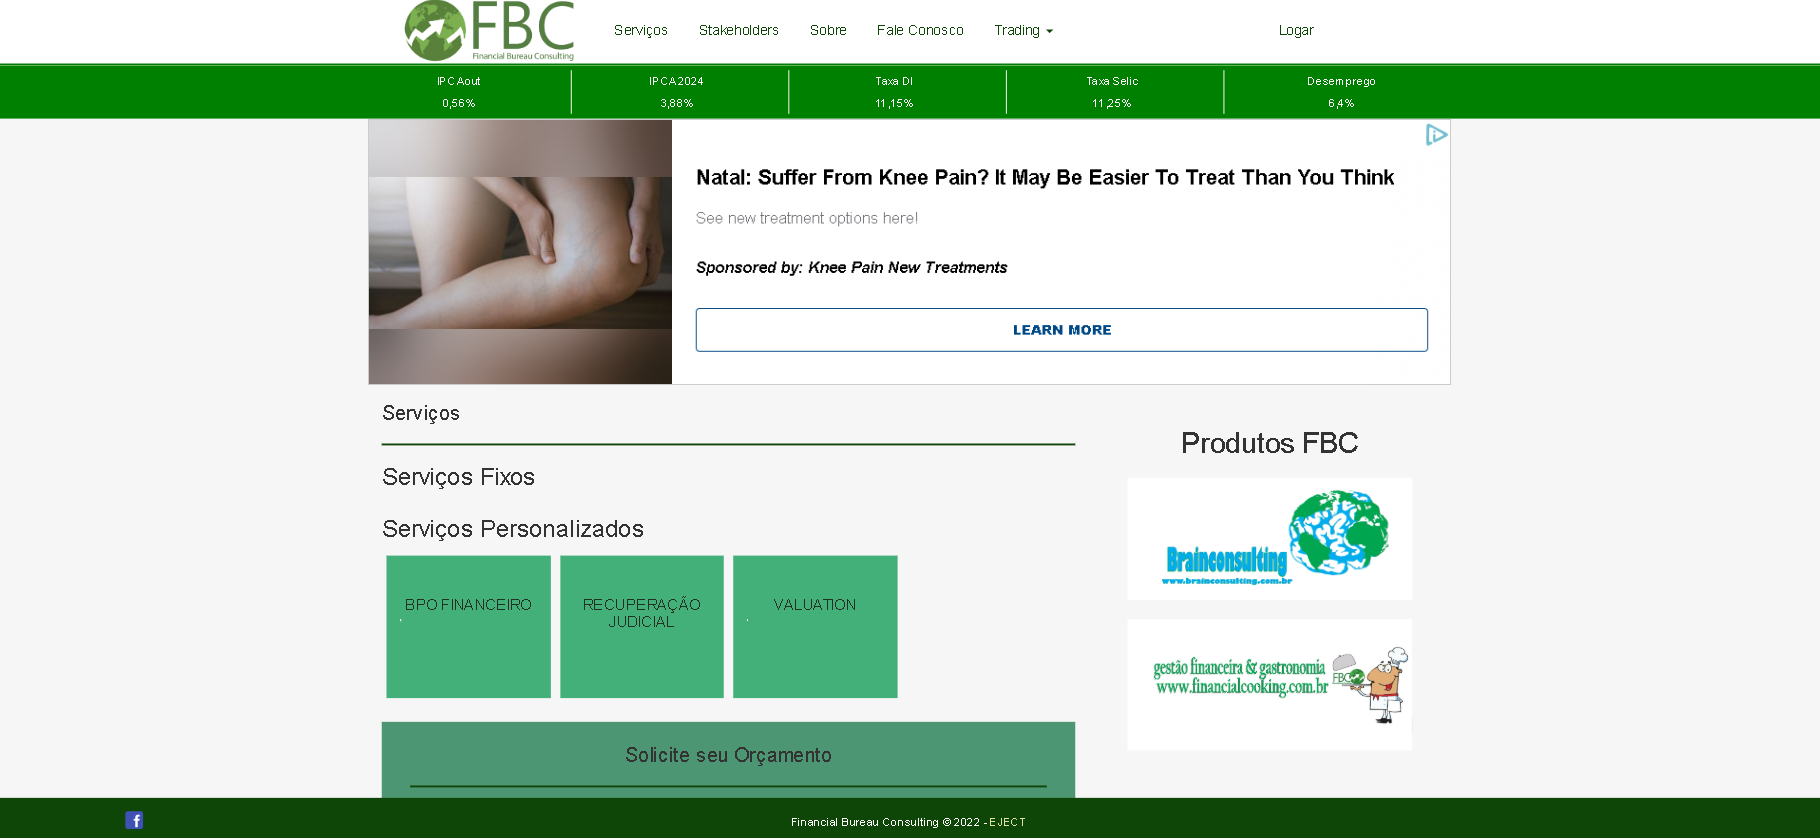 FBC
Financial Bureau Consulting
Serviços
Stakeholders
Sobre
Fale Conosco
Trading
Logar
IPCAout
0,56%
IPCA2024
3,88%
Taxa DI
11,15%
Taxa Selic
11,25%
Desemprego
6,4%
Natal: Suffer From Knee Pain? It May Be Easier To Treat Than You Think
See new treatment options here!
Sponsored by: Knee Pain New Treatments
LEARN MORE
Serviços
Serviços Fixos
Serviços Personalizados
BPO FINANCEIRO
RECUPERAÇÃO
JUDICIAL
VALUATION
Solicite seu Orçamento
Produtos FBC
Brainconsulting
www.brainconsulting.com.br
gestão financeira & gastronomia
www.financialcooking.com.br
FBC
f
Financial Bureau Consulting © 2022 - EJECT